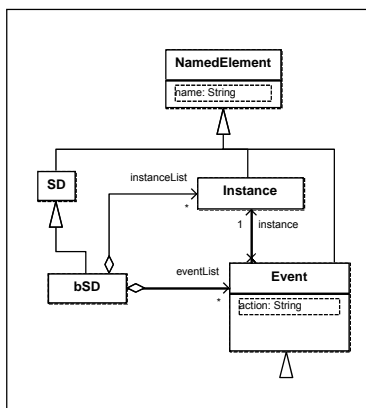 NamedElement
name: String
SD
instanceList
*
Instance
1
instance
bSD
eventList
*
Event
action: String